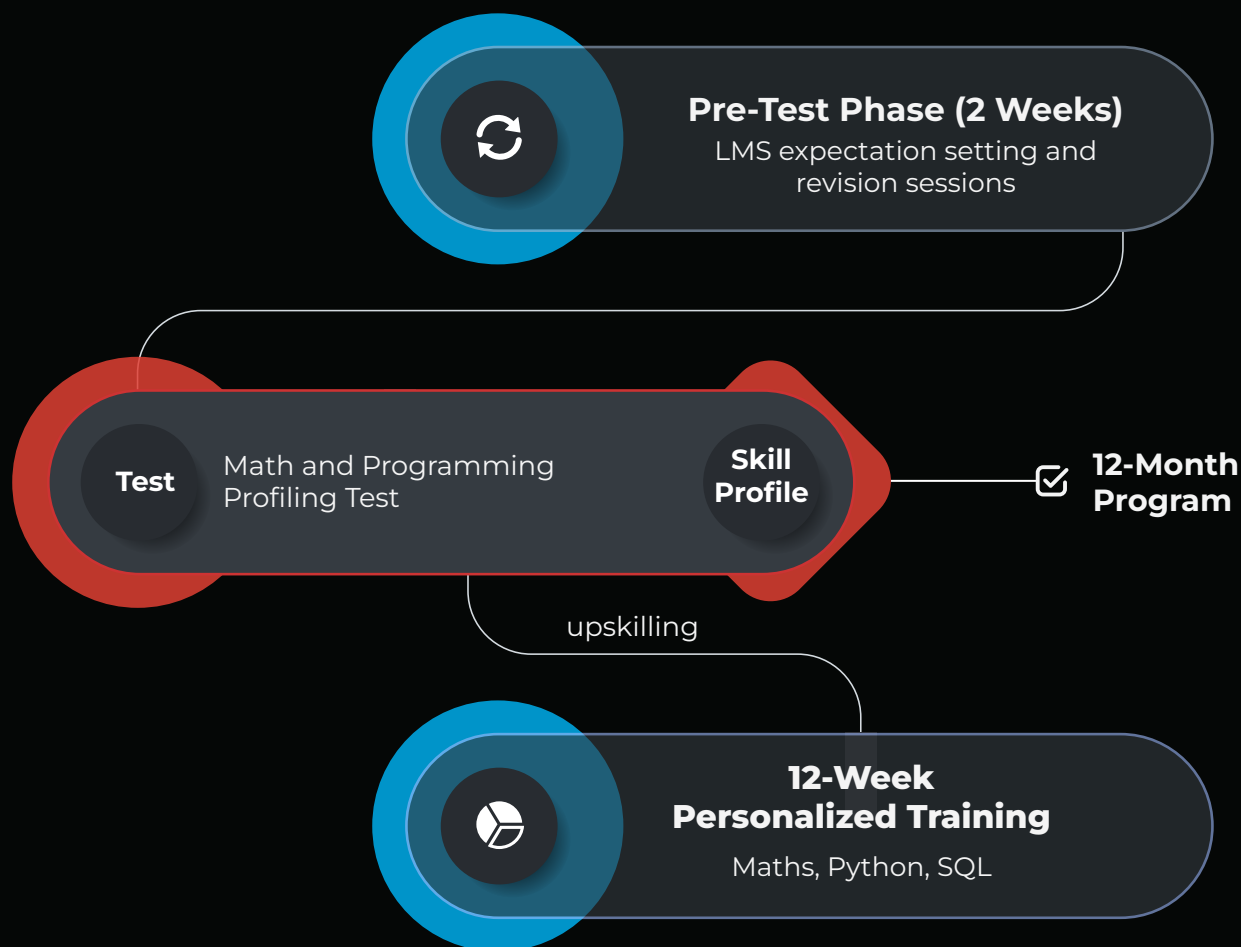 Pre-Test Phase (2 Weeks)
LMS expectation setting and
revision sessions
Test
Math and Programming
Profiling Test
Skill
Profile
12-Month
Program
upskilling
12-Week
Personalized Training
Maths, Python, SQL